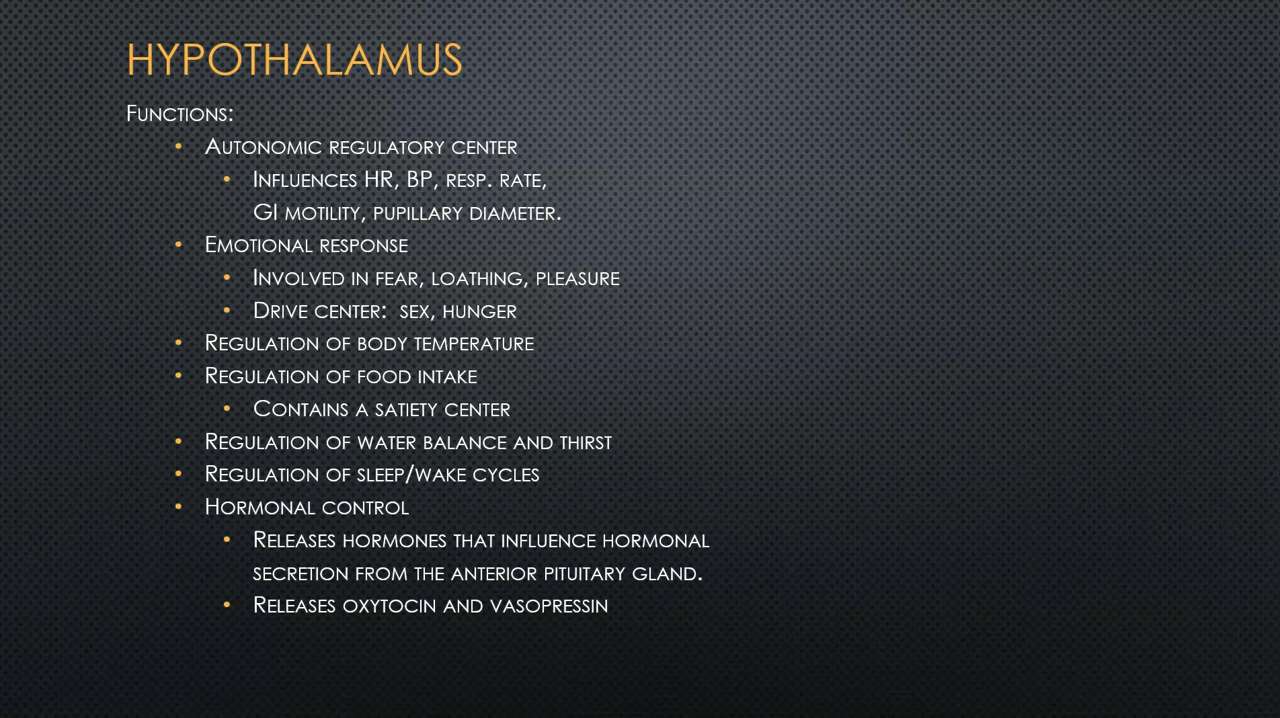 HYPOTHALAMUS
FUNCTIONS:
• AUTONOMIC REGULATORY CENTER
• INFLUENCES HR, BP, RESP. RATE,
GI MOTILITY, PUPILLARY DIAMETER.
• EMOTIONAL RESPONSE
• INVOLVED IN FEAR, LOATHING, PLEASURE
• DRIVE CENTER: SEX, HUNGER
• REGULATION OF BODY TEMPERATURE
• REGULATION OF FOOD INTAKE
• CONTAINS A SATIETY CENTER
• REGULATION OF WATER BALANCE AND THIRST
• REGULATION OF SLEEP/WAKE CYCLES
• HORMONAL CONTROL
• RELEASES HORMONES THAT INFLUENCE HORMONAL
SECRETION FROM THE ANTERIOR PITUITARY GLAND.
• RELEASES OXYTOCIN AND VASOPRESSIN